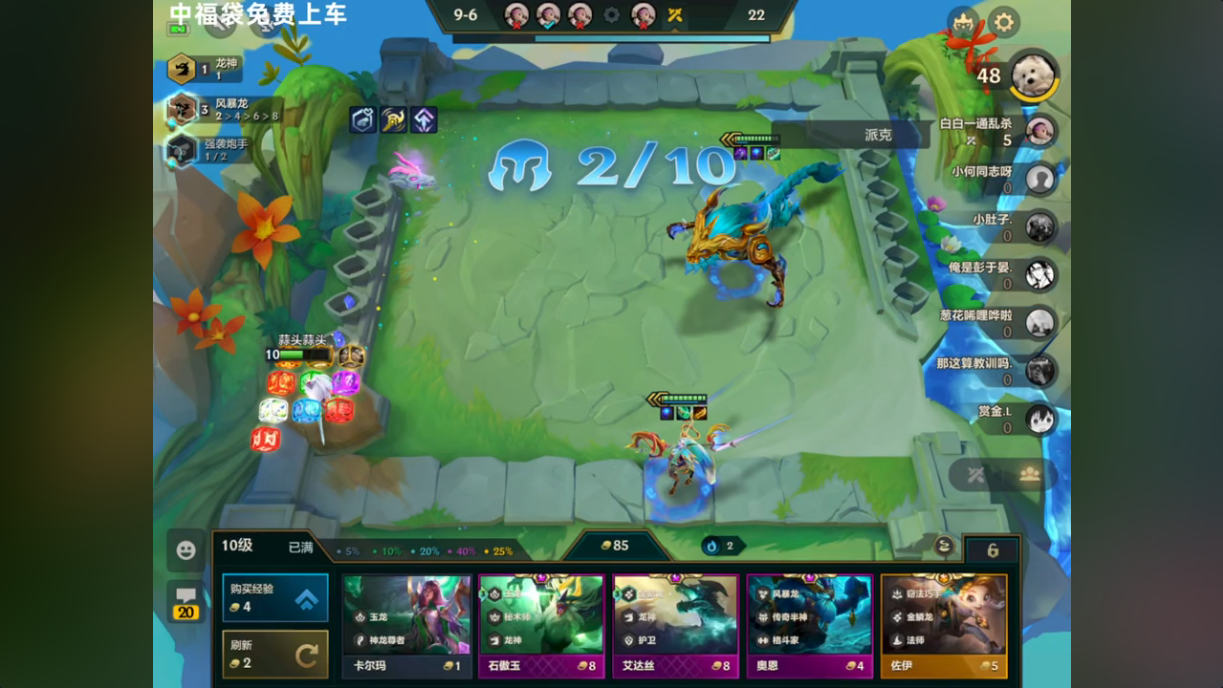 中福袋免费上车
9-6
22
1 龙神
1
3 风暴龙
2 > 4 > 6 > 8
强袭炮手
1 / 2
2/10
派克
48
白白一通乱杀
5
小何同志呀
0
小肚子.
0
俺是彭于晏.
0
葱花唏哩哗啦
0
那这算教训吗.
0
赏金.L
0
蒜头蒜头
10
10级
已满
5%
10%
20%
40%
25%
85
2
6
20
购买经验
4
刷新
2
玉龙
神龙尊者
卡尔玛
1
秘术师
龙神
石傲玉
8
龙神
护卫
艾达丝
8
风暴龙
传奇半神
格斗家
奥恩
4
窃法巧手
金鳞龙
法师
佐伊
5